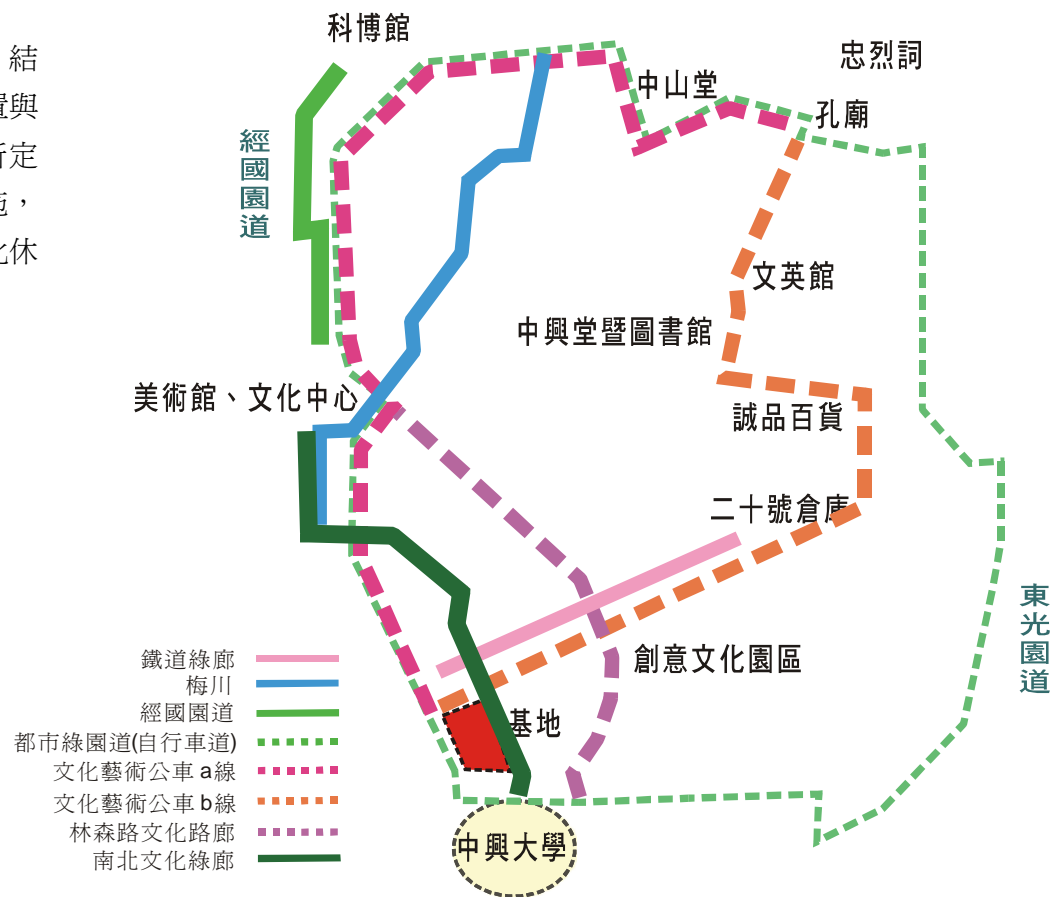 結
與
定
，
休
科博館
忠烈詞
中山堂
孔廟
經國園道
文英館
中興堂暨圖書館
美術館、文化中心
誠品百貨
二十號倉庫
東光園道
創意文化園區
基地
中興大學
鐵道綠廊
梅川
經國園道
都市綠園道(自行車道)
文化藝術公車 a線
文化藝術公車 b線
林森路文化路廊
南北文化綠廊